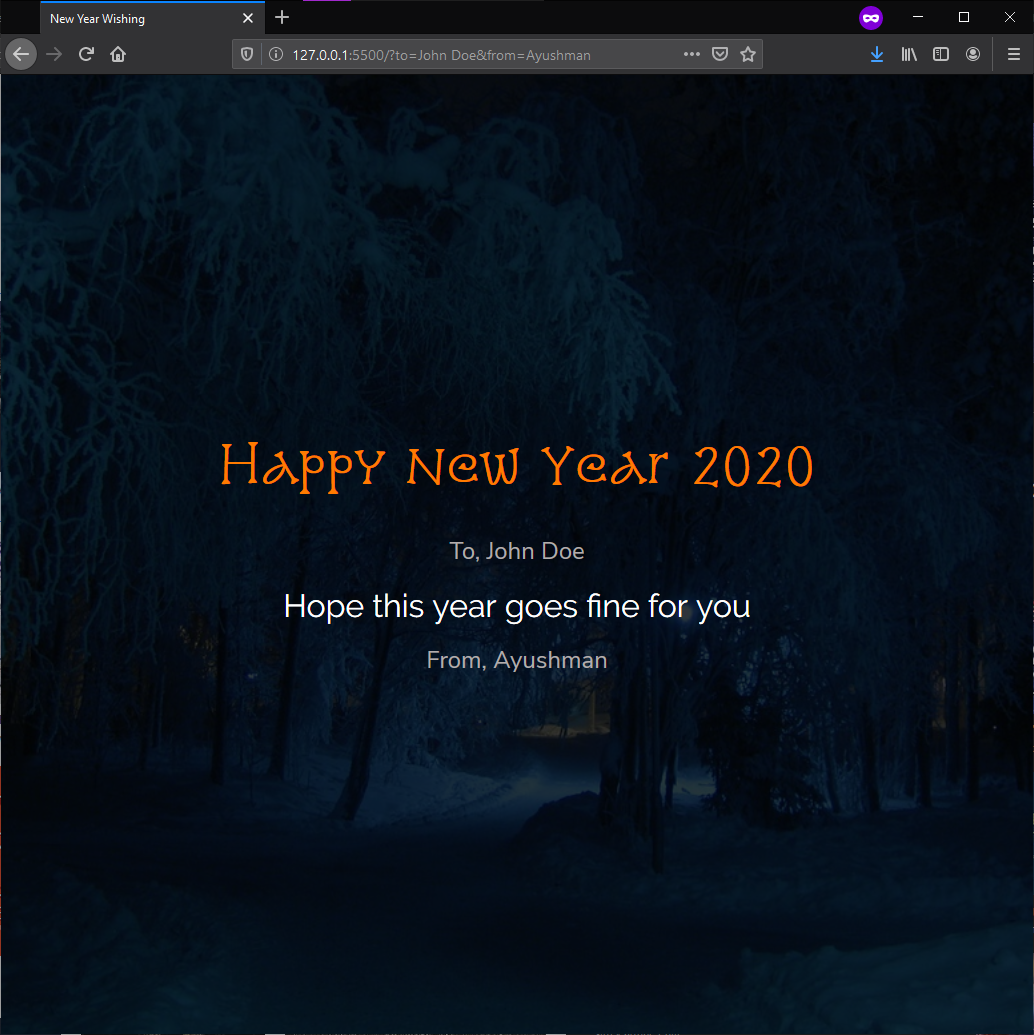 New Year Wishing
127.0.0.1:5500/?to=John Doe&from=Ayushman
Happy New Year 2020
To, John Doe
Hope this year goes fine for you
From, Ayushman